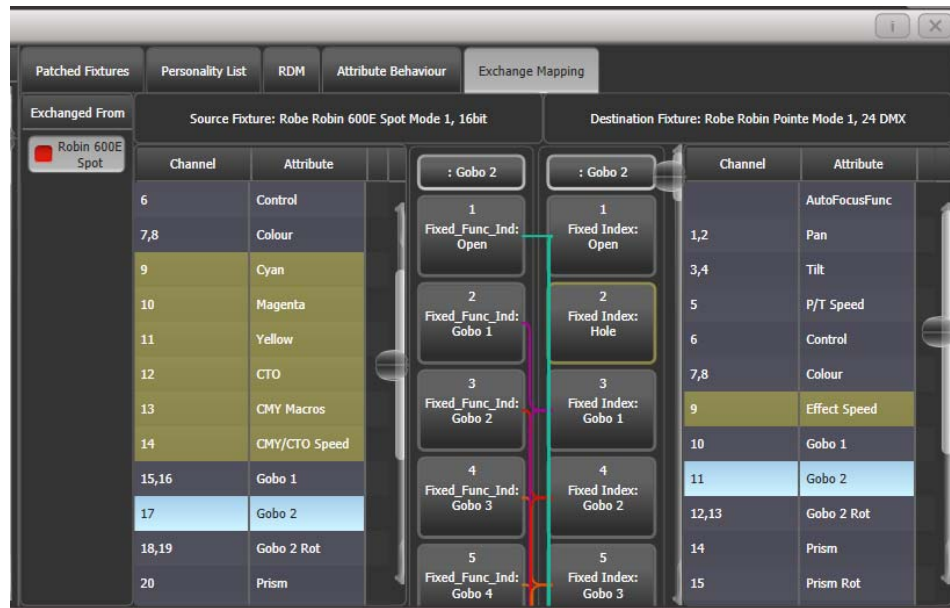 i
Patched Fixtures Personality List RDM Attribute Behaviour Exchange Mapping
Exchanged From
Robin 600E
Spot
Source Fixture: Robe Robin 600E Spot Mode 1, 16bit
Channel Attribute
6 Control
7,8 Colour
9 Cyan
10 Magenta
11 Yellow
12 CTO
13 CMY Macros
14 CMY/CTO Speed
15,16 Gobo 1
17 Gobo 2
18,19 Gobo 2 Rot
20 Prism
: Gobo 2
1
Fixed_Func_Ind:
Open
2
Fixed_Func_Ind:
Gobo 1
3
Fixed_Func_Ind:
Gobo 2
4
Fixed_Func_Ind:
Gobo 3
5
Fixed_Func_Ind:
Gobo 4
Destination Fixture: Robe Robin Pointe Mode 1, 24 DMX
: Gobo 2
1
Fixed Index:
Open
2
Fixed Index:
Hole
3
Fixed Index:
Gobo 1
4
Fixed Index:
Gobo 2
5
Fixed Index:
Gobo 3
Channel Attribute
AutoFocusFunc
1,2 Pan
3,4 Tilt
5 P/T Speed
6 Control
7,8 Colour
9 Effect Speed
10 Gobo 1
11 Gobo 2
12,13 Gobo 2 Rot
14 Prism
15 Prism Rot